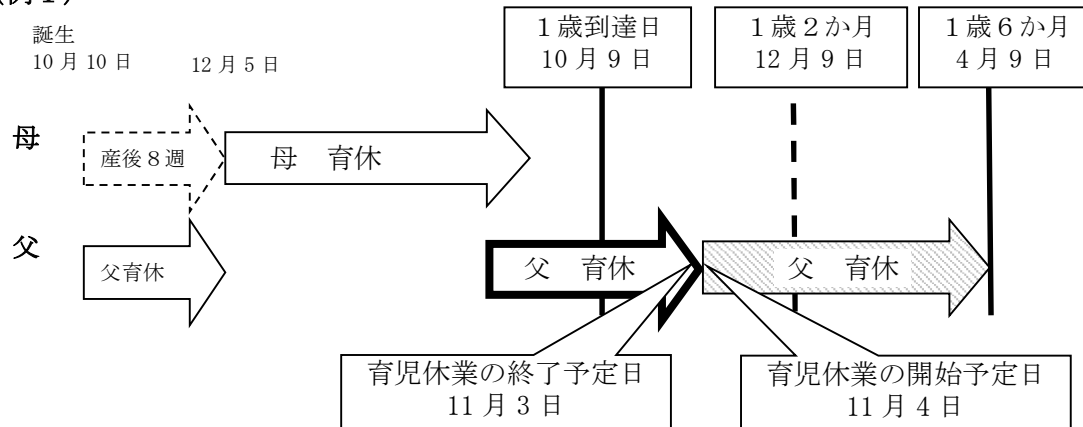 (例1)
誕生
10月10日
12月5日
1歳到達日
10月9日
1歳2か月
12月9日
1歳6か月
4月9日
母
産後8週
母 育休
父
父育休
父 育休
父 育休
育児休業の終了予定日
11月3日
育児休業の開始予定日
11月4日